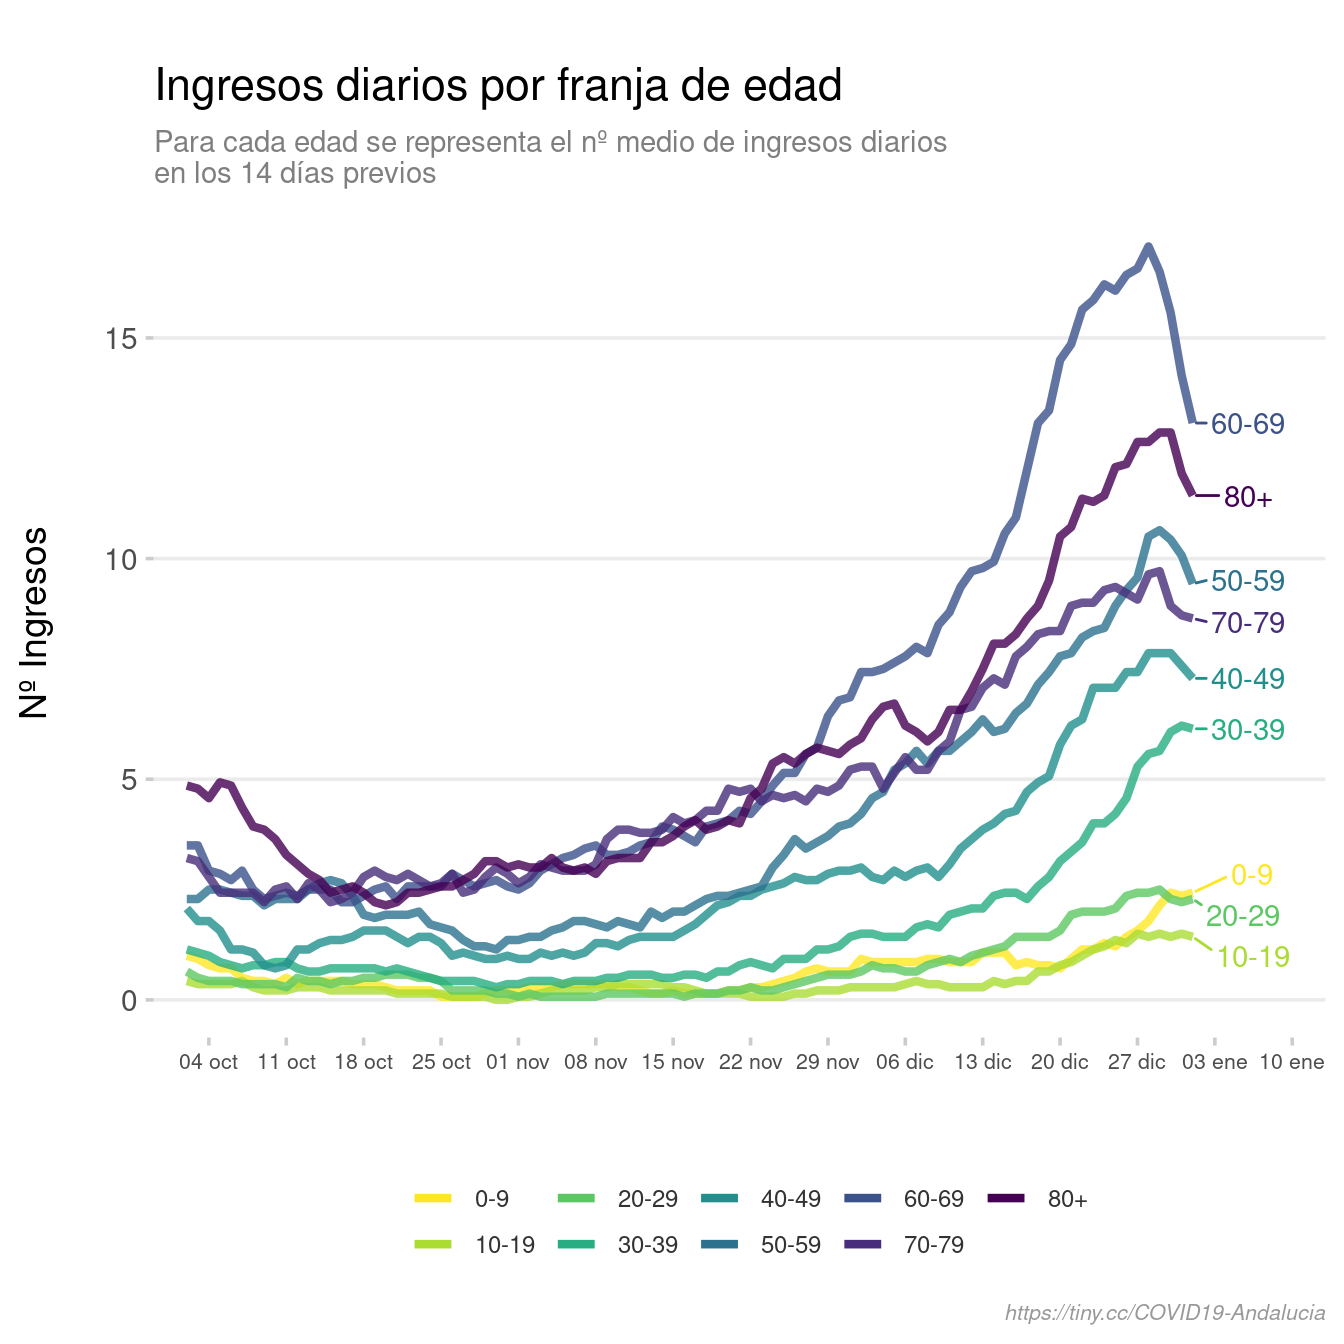 Ingresos diarios por franja de edad
Para cada edad se representa el nº medio de ingresos diarios
en los 14 días previos
Nº Ingresos
15
10
5
0
60-69
80+
50-59
70-79
40-49
30-39
0-9
20-29
10-19
04 oct 11 oct 18 oct 25 oct 01 nov 08 nov 15 nov 22 nov 29 nov 06 dic 13 dic 20 dic 27 dic 03 ene 10 ene
0-9 20-29 40-49 60-69 80+
10-19 30-39 50-59 70-79
https://tiny.cc/COVID19-Andalucia